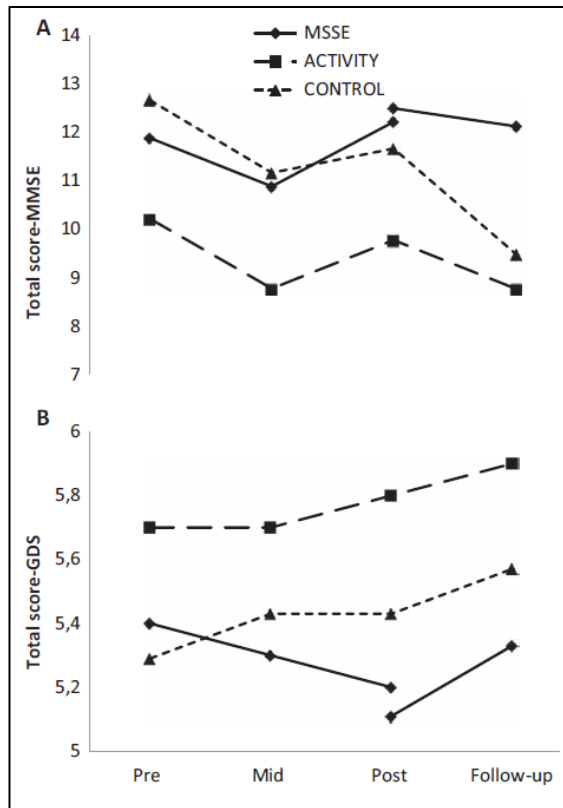 A
14
MSSE
ACTIVITY
CONTROL
13
12
11
10
9
8
7
Total score-MMSE
B
6
5,8
5,6
5,4
5,2
5
Total score-GDS
Pre Mid Post Follow-up